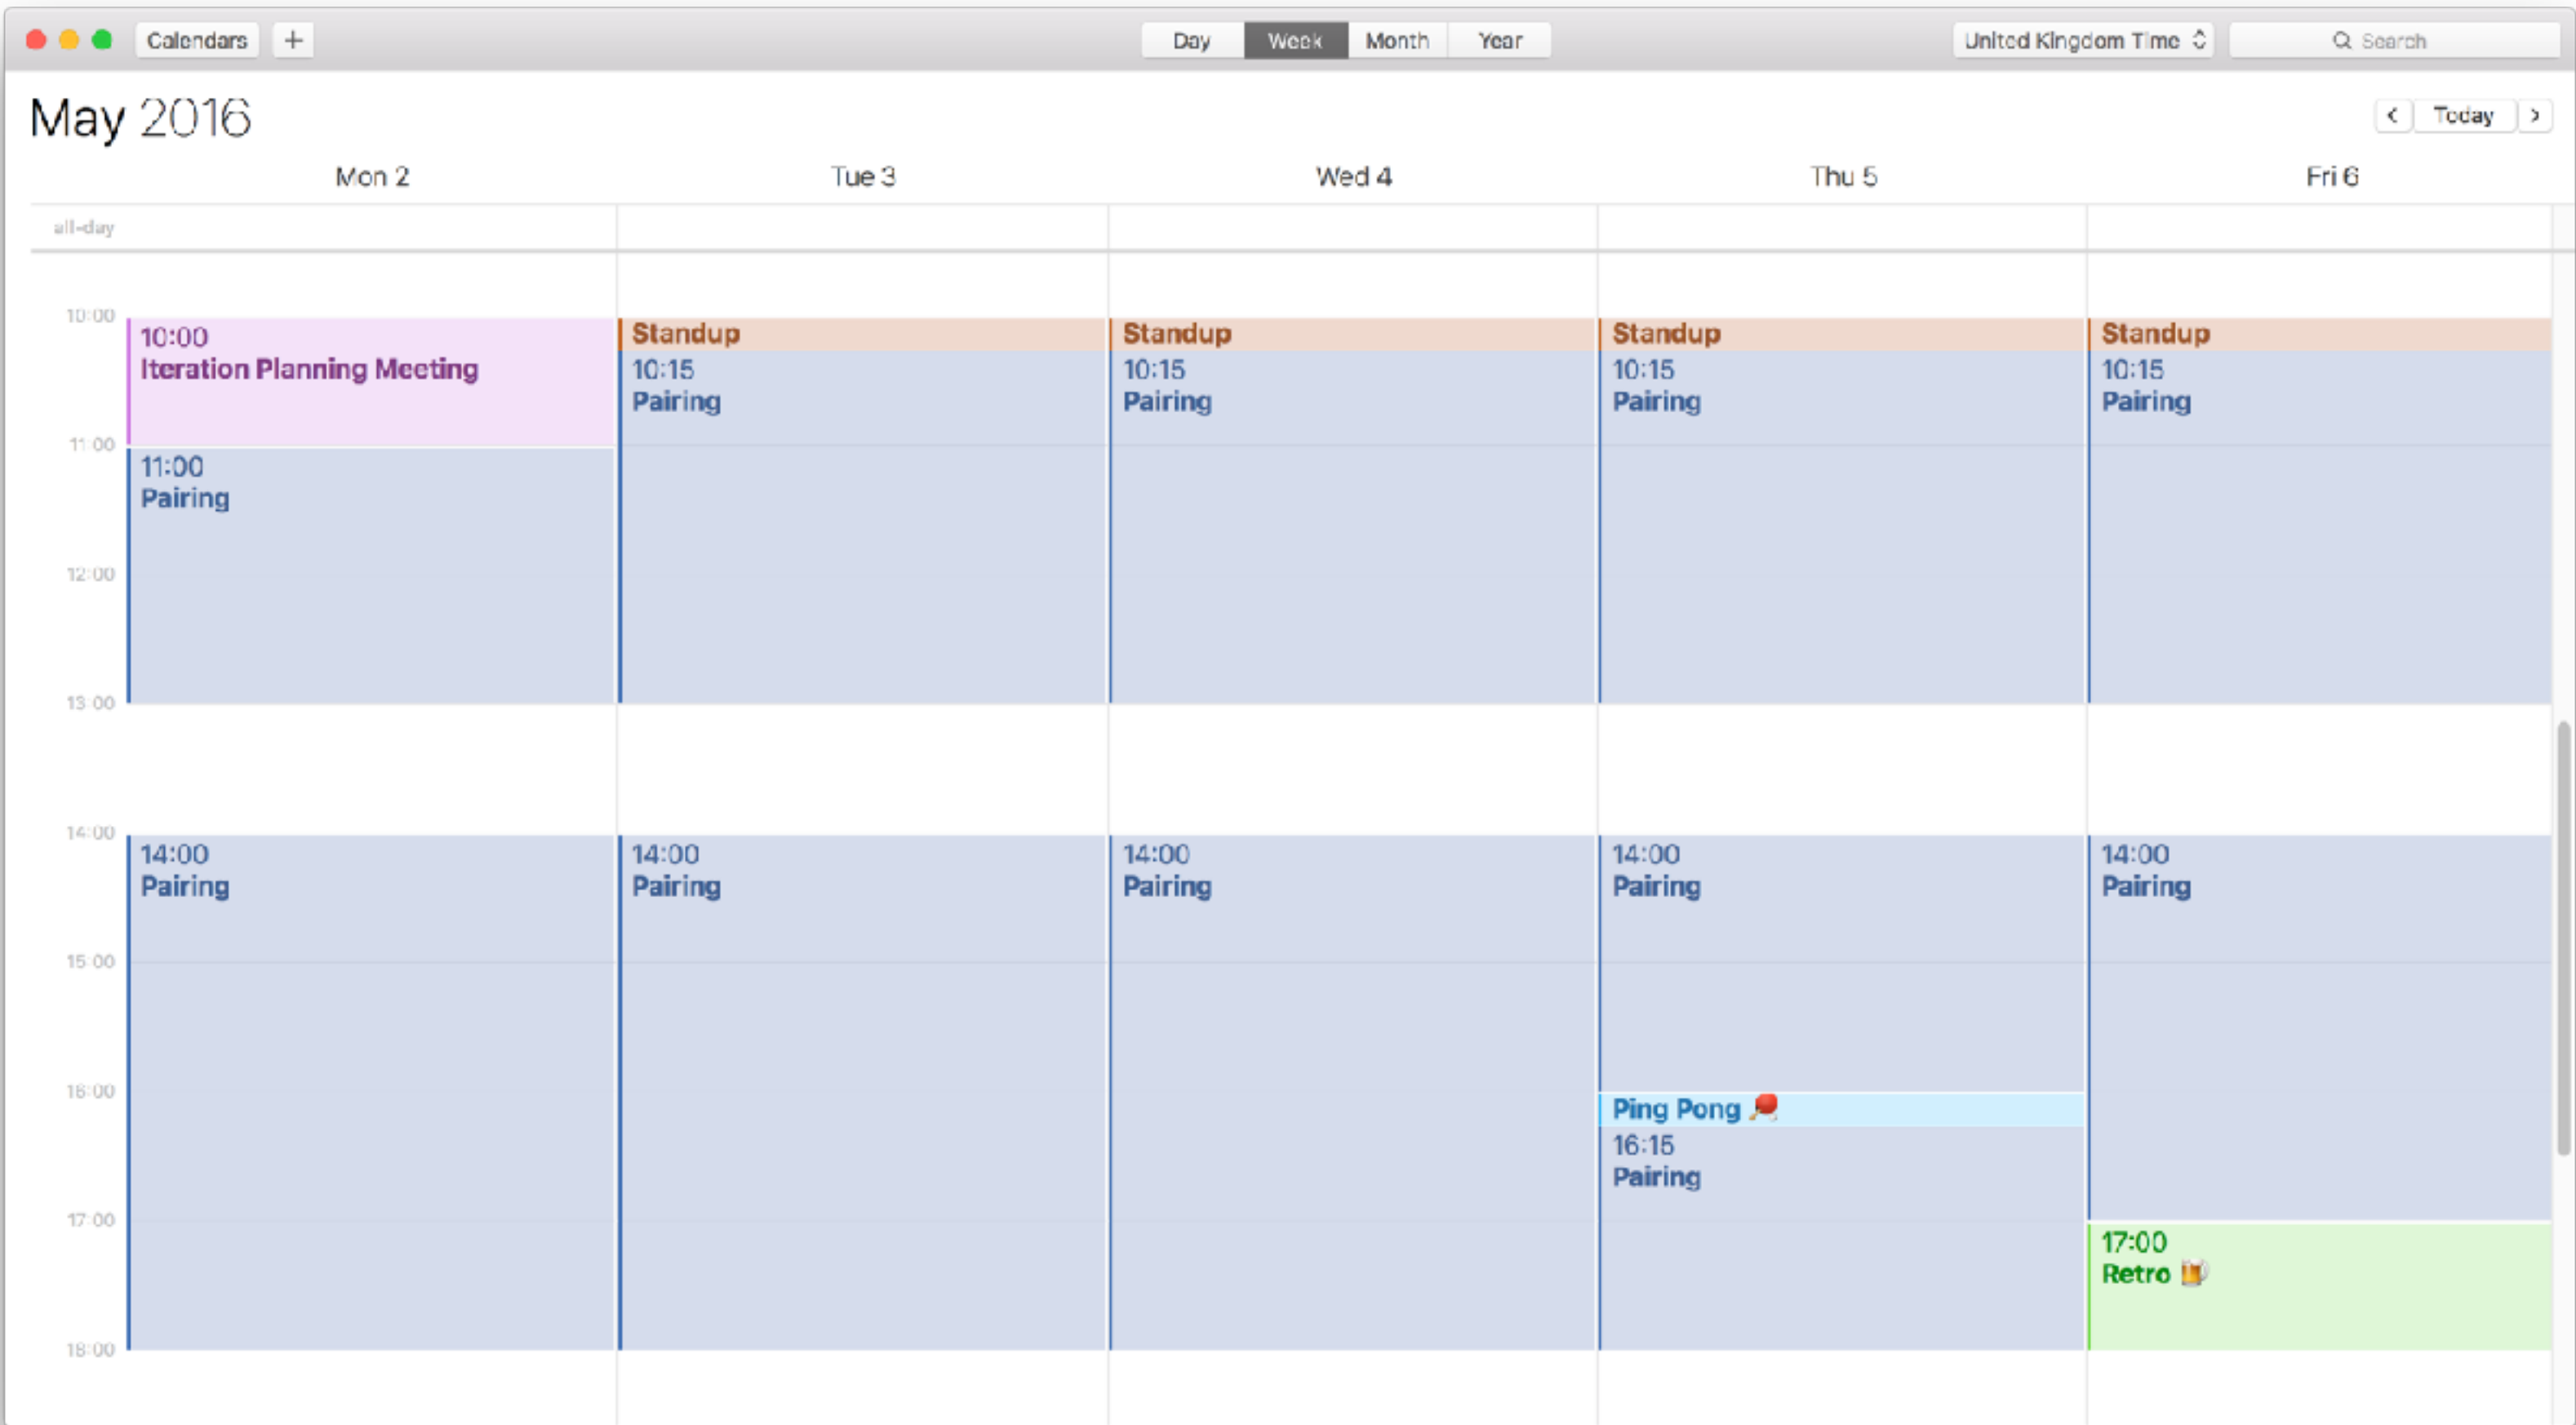 Calendars +
Day Week Month Year
United Kingdom Time
Search
May 2016
< Today >
Mon 2 Tue 3 Wed 4 Thu 5 Fri 6
all-day
10:00
11:00
12:00
13:00
14:00
15:00
16:00
17:00
18:00
10:00
Iteration Planning Meeting
11:00
Pairing
14:00
Pairing
Standup
10:15
Pairing
14:00
Pairing
Standup
10:15
Pairing
14:00
Pairing
Standup
10:15
Pairing
14:00
Pairing
Ping Pong 🏓
16:15
Pairing
Standup
10:15
Pairing
14:00
Pairing
17:00
Retro 🍺